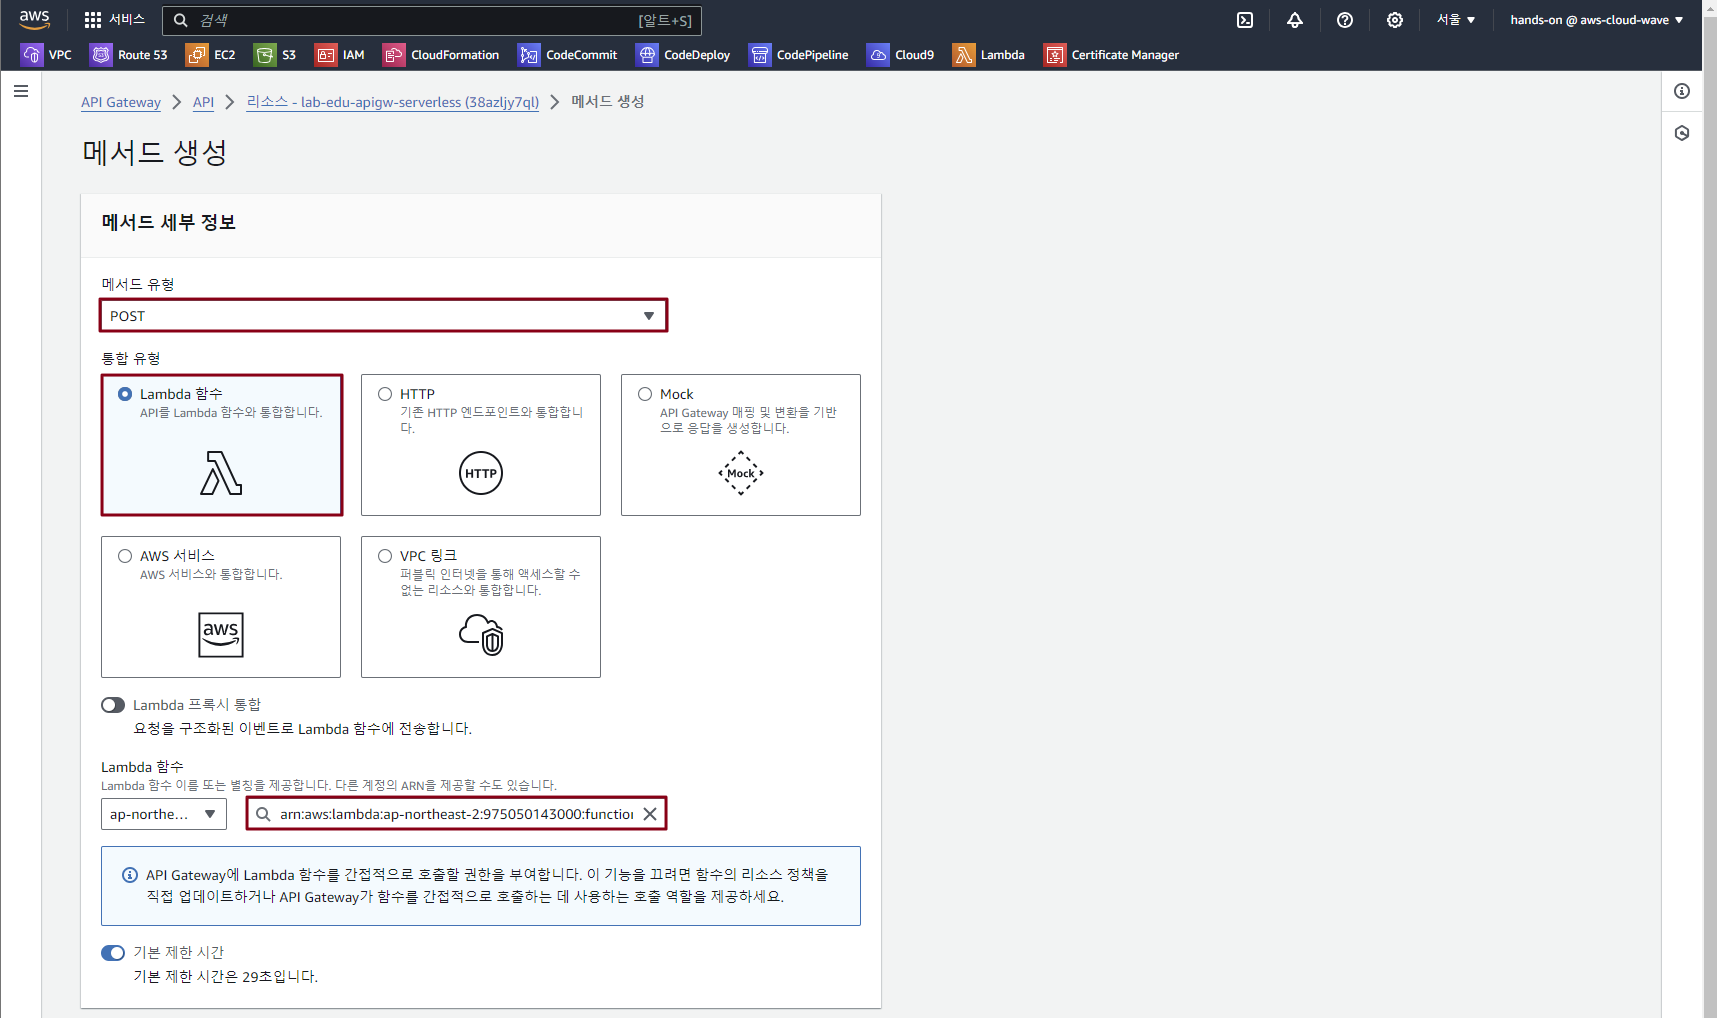 aws
서비스
검색
[알트+S]
서울
hands-on @ aws-cloud-wave
VPC
Route 53
EC2
S3
IAM
CloudFormation
CodeCommit
CodeDeploy
CodePipeline
Cloud9
Lambda
Certificate Manager
API Gateway
API
리소스 - lab-edu-apigw-serverless (38azljy7ql)
메서드 생성
메서드 생성
메서드 세부 정보
메서드 유형
POST
통합 유형
Lambda 함수
API를 Lambda 함수와 통합합니다.
HTTP
기존 HTTP 엔드포인트와 통합합니
다.
HTTP
Mock
API Gateway 매핑 및 변환을 기반
으로 응답을 생성합니다.
Mock
AWS 서비스
AWS 서비스와 통합합니다.
aws
VPC 링크
퍼블릭 인터넷을 통해 액세스할 수
없는 리소스와 통합합니다.
Lambda 프록시 통합
요청을 구조화된 이벤트로 Lambda 함수에 전송합니다.
Lambda 함수
Lambda 함수 이름 또는 별칭을 제공합니다. 다른 계정의 ARN을 제공할 수도 있습니다.
ap-northe...
arn:aws:lambda:ap-northeast-2:975050143000:function
API Gateway에 Lambda 함수를 간접적으로 호출할 권한을 부여합니다. 이 기능을 끄려면 함수의 리소스 정책을
직접 업데이트하거나 API Gateway가 함수를 간접적으로 호출하는 데 사용하는 호출 역할을 제공하세요.
기본 제한 시간
기본 제한 시간은 29초입니다.